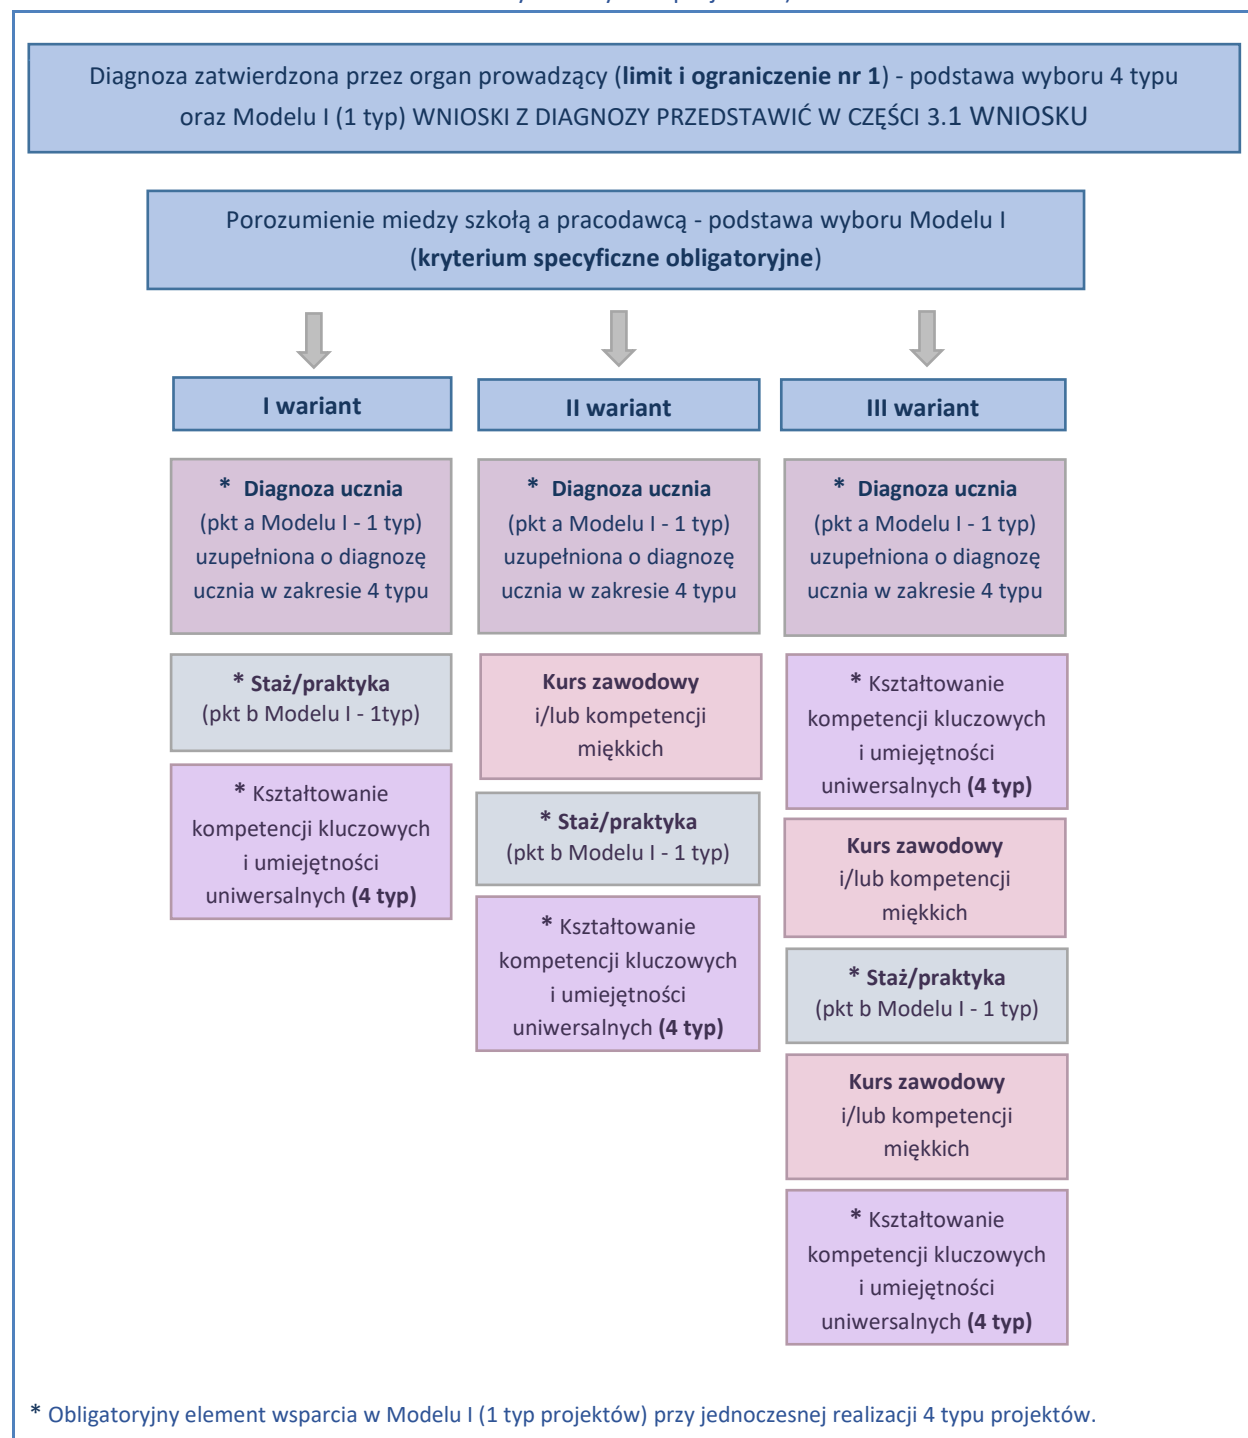 Diagnoza zatwierdzona przez organ prowadzący (limit i ograniczenie nr 1) - podstawa wyboru 4 typu
oraz Modelu I (1 typ) WNIOSKI Z DIAGNOZY PRZEDSTAWIĆ W CZĘŚCI 3.1 WNIOSKU
Porozumienie miedzy szkołą a pracodawcą - podstawa wyboru Modelu I
(kryterium specyficzne obligatoryjne)
I wariant
* Diagnoza ucznia
(pkt a Modelu I - 1 typ)
uzupełniona o diagnozę
ucznia w zakresie 4 typu
* Staż/praktyka
(pkt b Modelu I - 1typ)
* Kształtowanie
kompetencji kluczowych
i umiejętności
uniwersalnych (4 typ)
II wariant
* Diagnoza ucznia
(pkt a Modelu I - 1 typ)
uzupełniona o diagnozę
ucznia w zakresie 4 typu
Kurs zawodowy
i/lub kompetencji
miękkich
* Staż/praktyka
(pkt b Modelu I - 1 typ)
* Kształtowanie
kompetencji kluczowych
i umiejętności
uniwersalnych (4 typ)
III wariant
* Diagnoza ucznia
(pkt a Modelu I - 1 typ)
uzupełniona o diagnozę
ucznia w zakresie 4 typu
* Kształtowanie
kompetencji kluczowych
i umiejętności
uniwersalnych (4 typ)
Kurs zawodowy
i/lub kompetencji
miękkich
* Staż/praktyka
(pkt b Modelu I - 1 typ)
Kurs zawodowy
i/lub kompetencji
miękkich
* Kształtowanie
kompetencji kluczowych
i umiejętności
uniwersalnych (4 typ)
* Obligatoryjny element wsparcia w Modelu I (1 typ projektów) przy jednoczesnej realizacji 4 typu projektów.